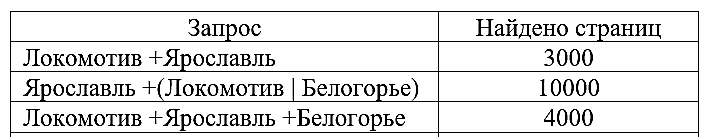 Запрос Найдено страниц
Локомотив +Ярославль 3000
Ярославль +(Локомотив | Белогорье) 10000
Локомотив +Ярославль +Белогорье 4000